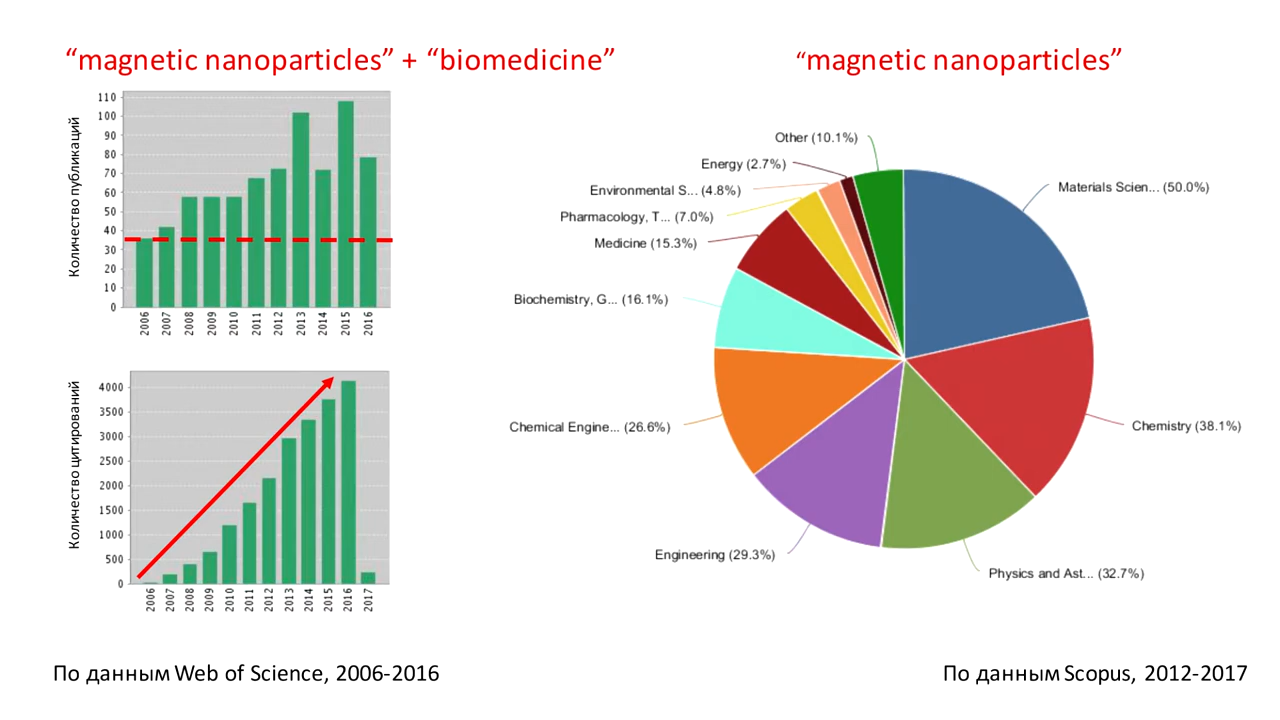 “magnetic nanoparticles” + “biomedicine”
“magnetic nanoparticles”
Количество публикаций
110
100
90
80
70
60
50
40
30
20
10
0
2006
2007
2008
2009
2010
2011
2012
2013
2014
2015
2016
Количество цитирований
4000
3500
3000
2500
2000
1500
1000
500
0
2006
2007
2008
2009
2010
2011
2012
2013
2014
2015
2016
2017
Other (10.1%)
Energy (2.7%)
Environmental S... (4.8%)
Pharmacology, T... (7.0%)
Medicine (15.3%)
Biochemistry, G... (16.1%)
Chemical Engine... (26.6%)
Engineering (29.3%)
Materials Scien... (50.0%)
Chemistry (38.1%)
Physics and Ast... (32.7%)
По данным Web of Science, 2006-2016
По данным Scopus, 2012-2017